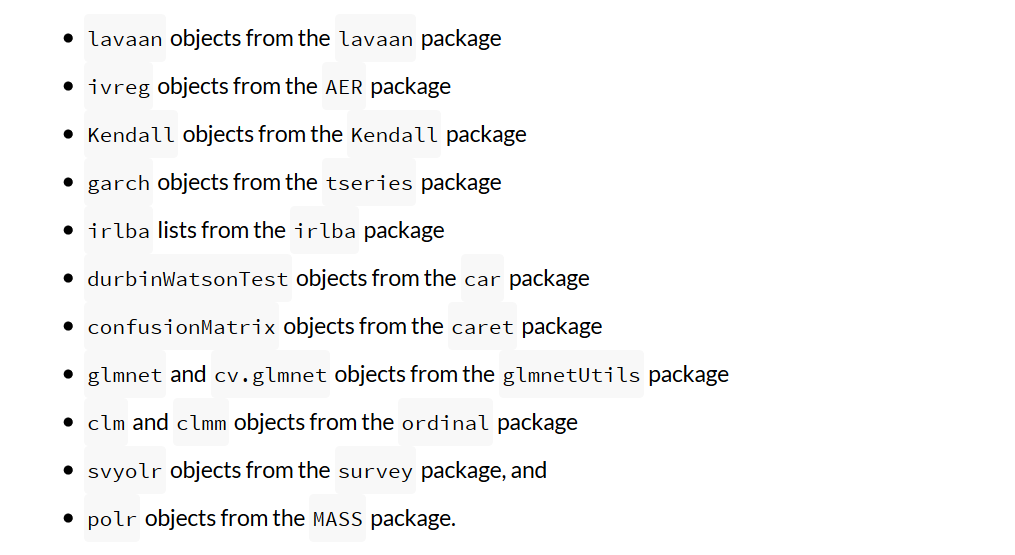 • lavaan objects from the lavaan package
• ivreg objects from the AER package
• Kendall objects from the Kendall package
• garch objects from the tseries package
• irlba lists from the irlba package
• durbinWatsonTest objects from the car package
• confusionMatrix objects from the caret package
• glmnet and cv.glmnet objects from the glmnetUtils package
• clm and clmm objects from the ordinal package
• svyolr objects from the survey package, and
• polr objects from the MASS package.